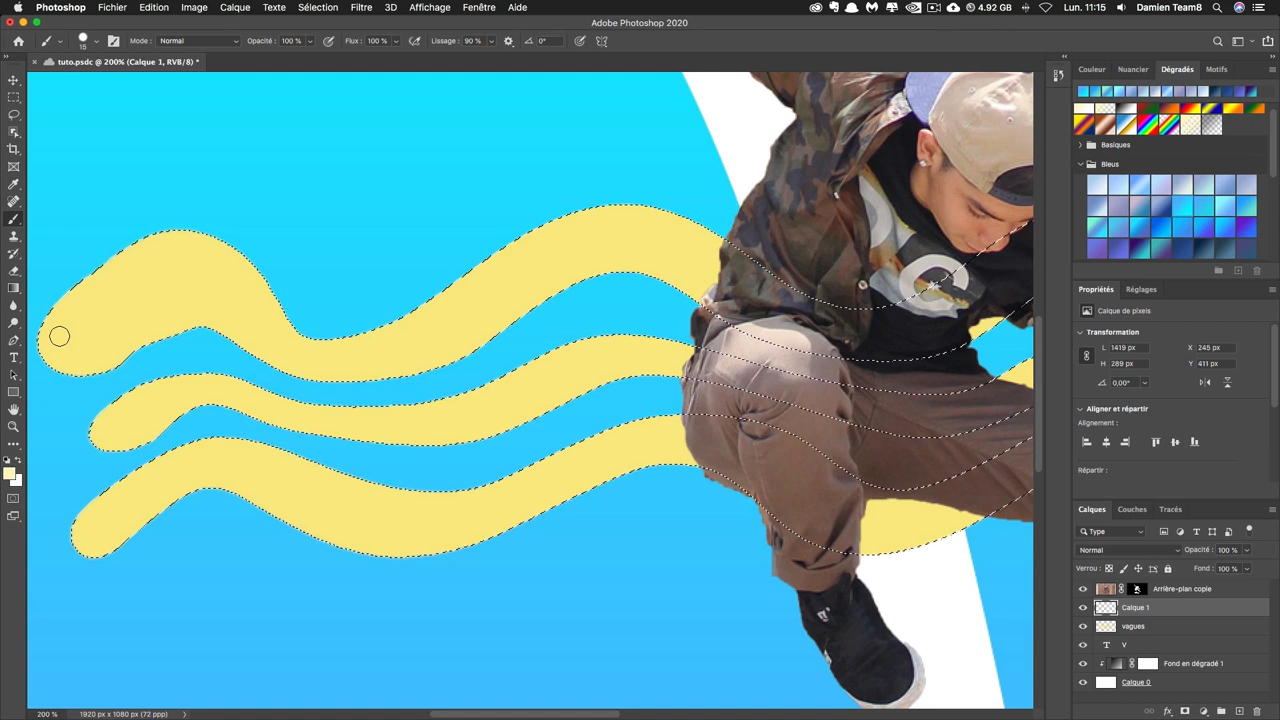 Photoshop Fichier Edition Image Calque Texte Sélection Filtre 3D Affichage Fenêtre Aide 4.92 GB Lun. 11:15 Damien Team8
Adobe Photoshop 2020
15 Mode : Normal Opacité : 100 % Flux : 100 % Lissage : 90 % 0°
tuto.psdc @ 200% (Calque 1, RVB/8) *
Couleur Nuancier Dégradés Motifs
Basiques
Bleus
Propriétés Réglages
Calque de pixels
Transformation
L 1419 px X 245 px
H 289 px Y 411 px
0,00°
Aligner et répartir
Alignement :
Répartir :
Calques Couches Tracés
Type
Normal Opacité : 100 %
Verrou : Fond : 100 %
Arrière-plan copie
Calque 1
vagues
T V
Fond en dégradé 1
Calque 0
200 % 1920 px x 1080 px (72 ppp)